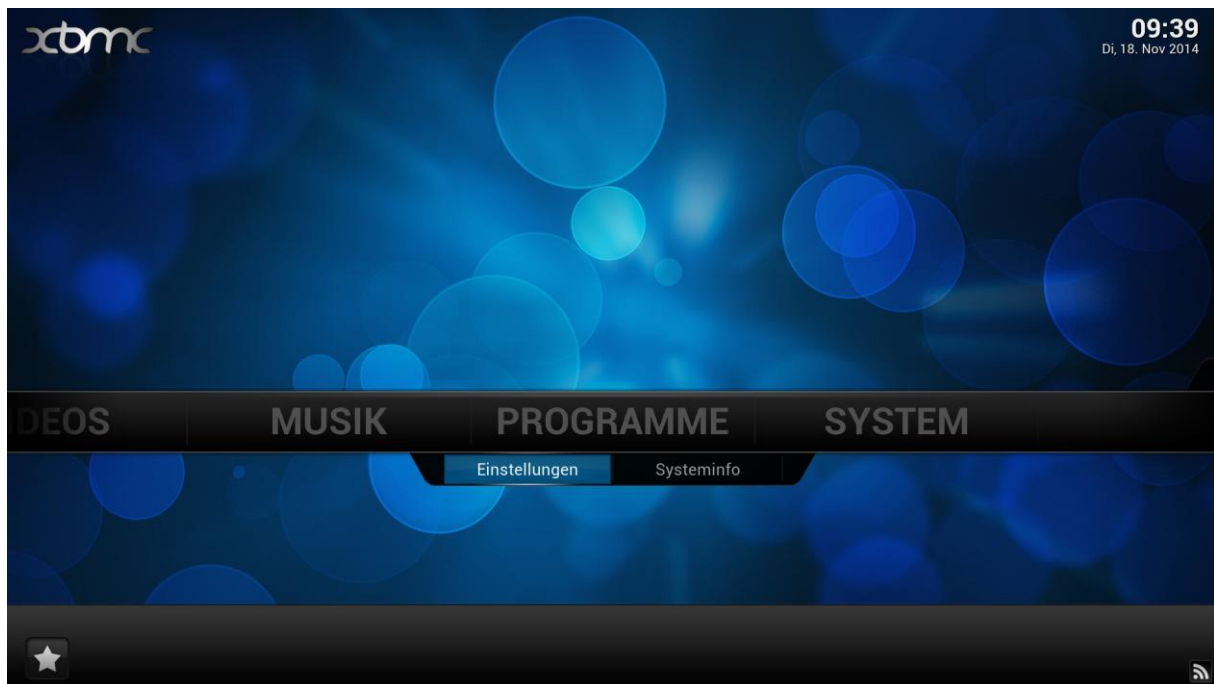 xbmc
09:39
Di, 18. Nov 2014
DEOS MUSIK PROGRAMME SYSTEM
Einstellungen Systeminfo